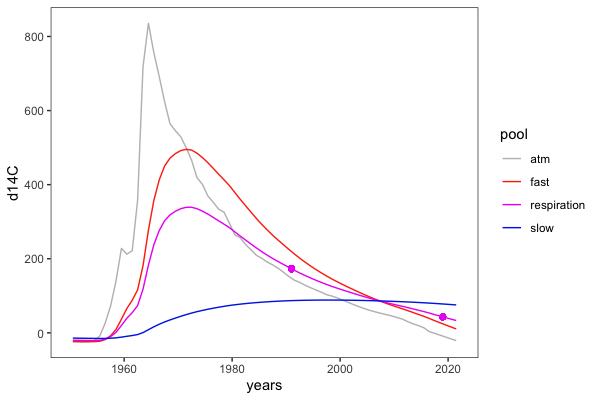 800
600
400
200
0
d14C
1960
1980
2000
2020
years
pool
atm
fast
respiration
slow